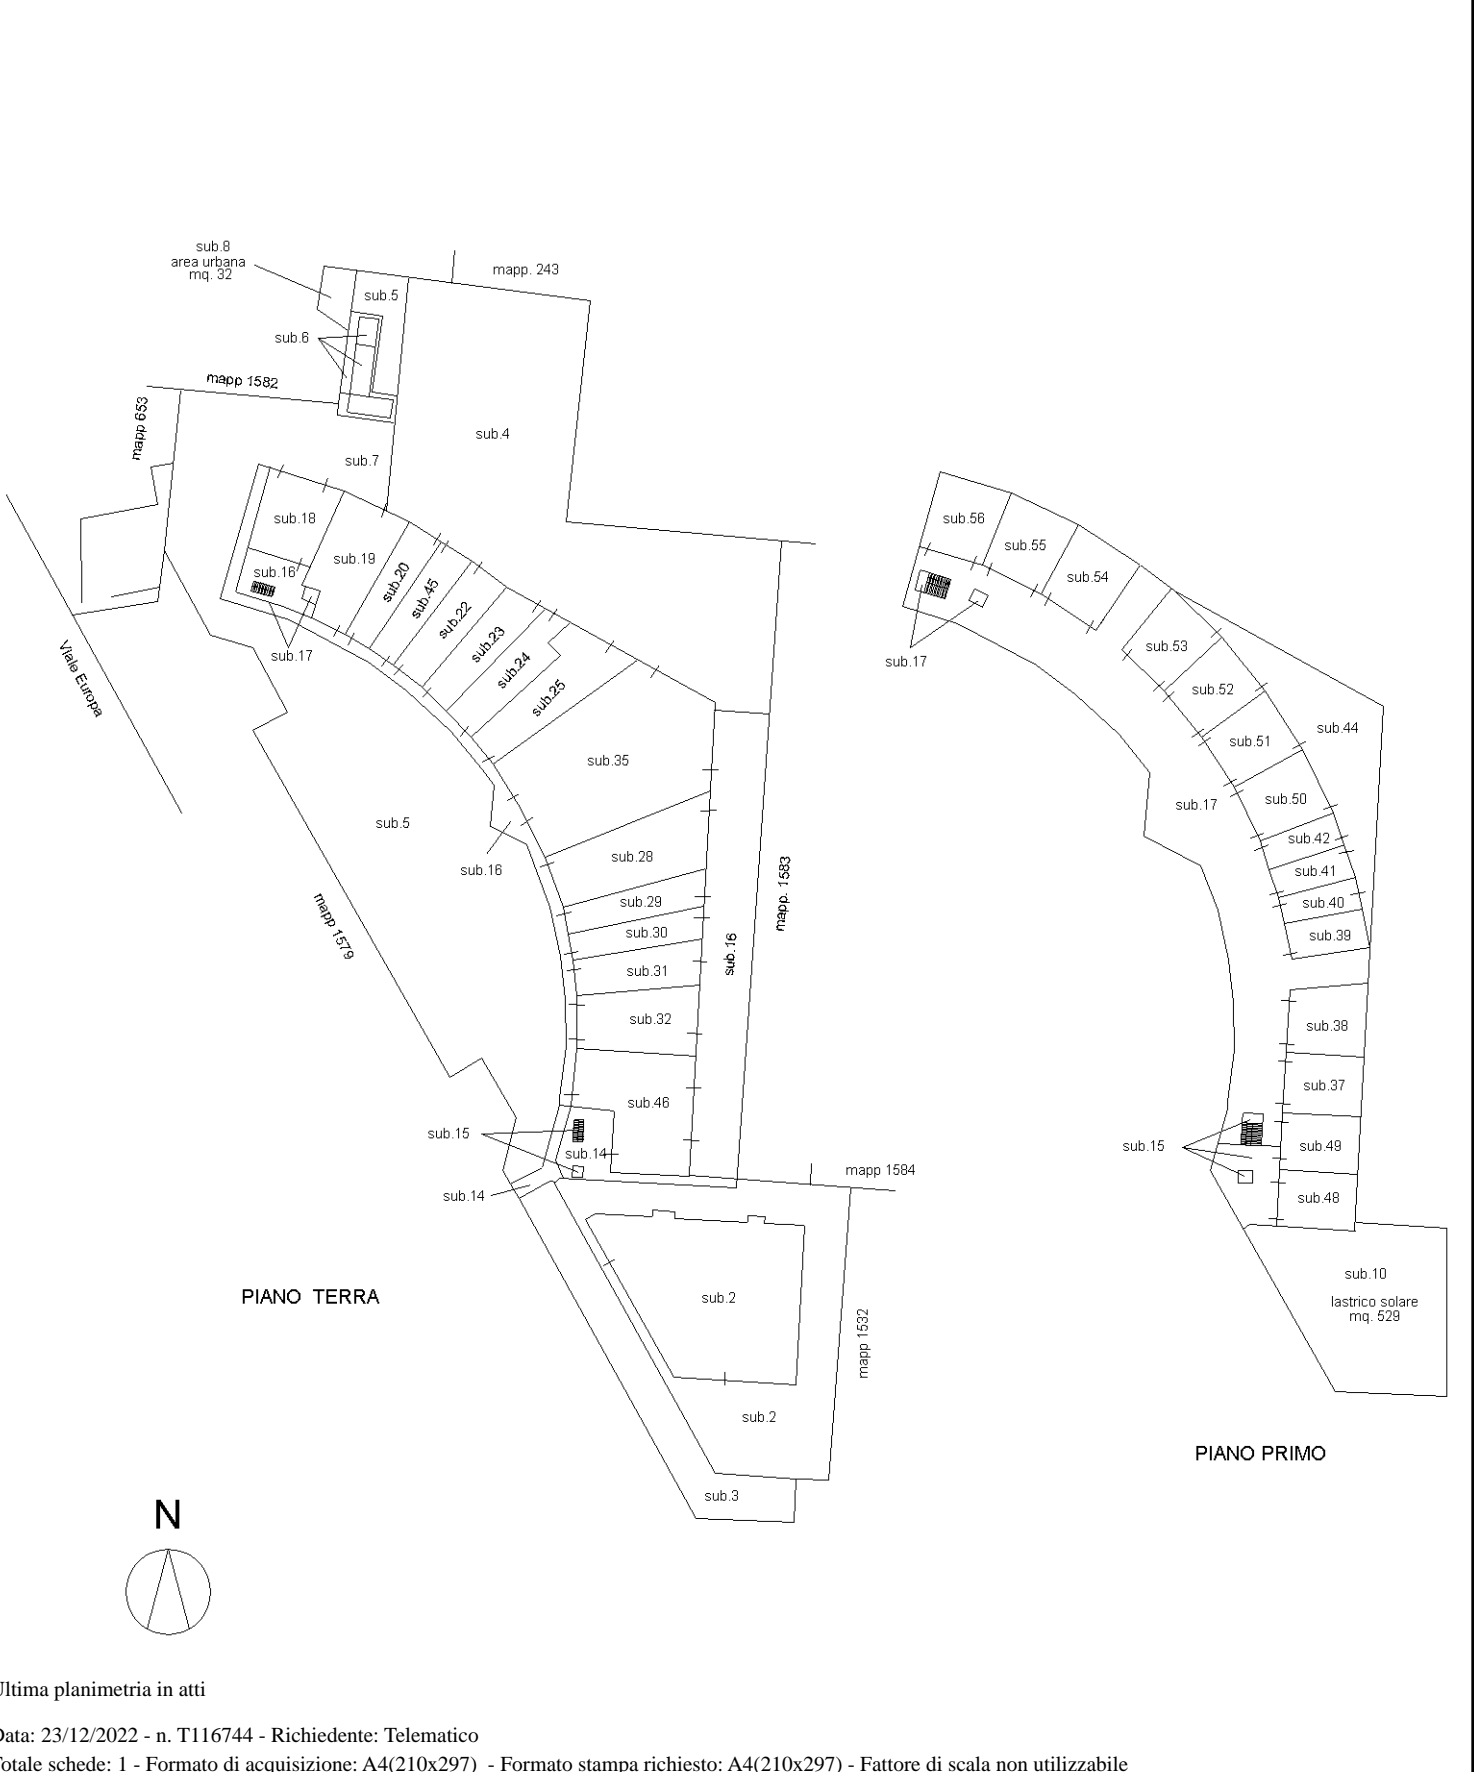 sub.8
area urbana
mq. 32
mapp. 243
sub.5
sub.6
mapp 1582
mapp 653
sub.4
sub.7
sub.18
sub.19
sub.16
sub.20
sub.45
sub.22
sub.23
sub.24
sub.25
sub.17
Viale Europa
sub.35
sub.5
sub.16
sub.28
sub.29
sub.30
sub.31
sub.32
sub.46
sub.16
mapp. 1583
mapp 1579
sub.15
sub.14
sub.14
mapp 1584
sub.2
mapp 1532
sub.2
sub.3
PIANO TERRA
sub.56
sub.55
sub.54
sub.17
sub.53
sub.52
sub.51
sub.44
sub.50
sub.17
sub.42
sub.41
sub.40
sub.39
sub.38
sub.37
sub.15
sub.49
sub.48
sub.10
lastrico solare
mq. 529
PIANO PRIMO
N
Ultima planimetria in atti
Data: 23/12/2022 - n. T116744 - Richiedente: Telematico
Totale schede: 1 - Formato di acquisizione: A4(210x297) - Formato stampa richiesto: A4(210x297) - Fattore di scala non utilizzabile